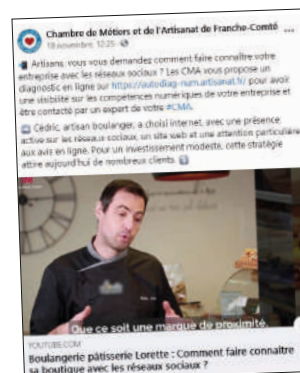 Chambre de Métiers et de l'Artisanat de Franche-Comté
18 novembre, 12:25
Artisans, vous vous demandez comment faire connaître votre
entreprise avec les réseaux sociaux ? Les CMA vous propose un
diagnostic en ligne sur https://autodiag-num.artisanat.fr/ pour avoir
une visibilité sur les compétences numériques de votre entreprise et
être contacté par un expert de votre #CMA.
Cédric, artisan boulanger, a choisi internet, avec une présence
active sur les réseaux sociaux, un site web et une attention particulière
aux avis en ligne. Pour un investissement modeste, cette stratégie
attire aujourd'hui de nombreux clients.
Que ce soit une marque de proximité,
YOUTUBE.COM
Boulangerie pâtisserie Lorette : Comment faire connaître
sa boutique avec les réseaux sociaux ?